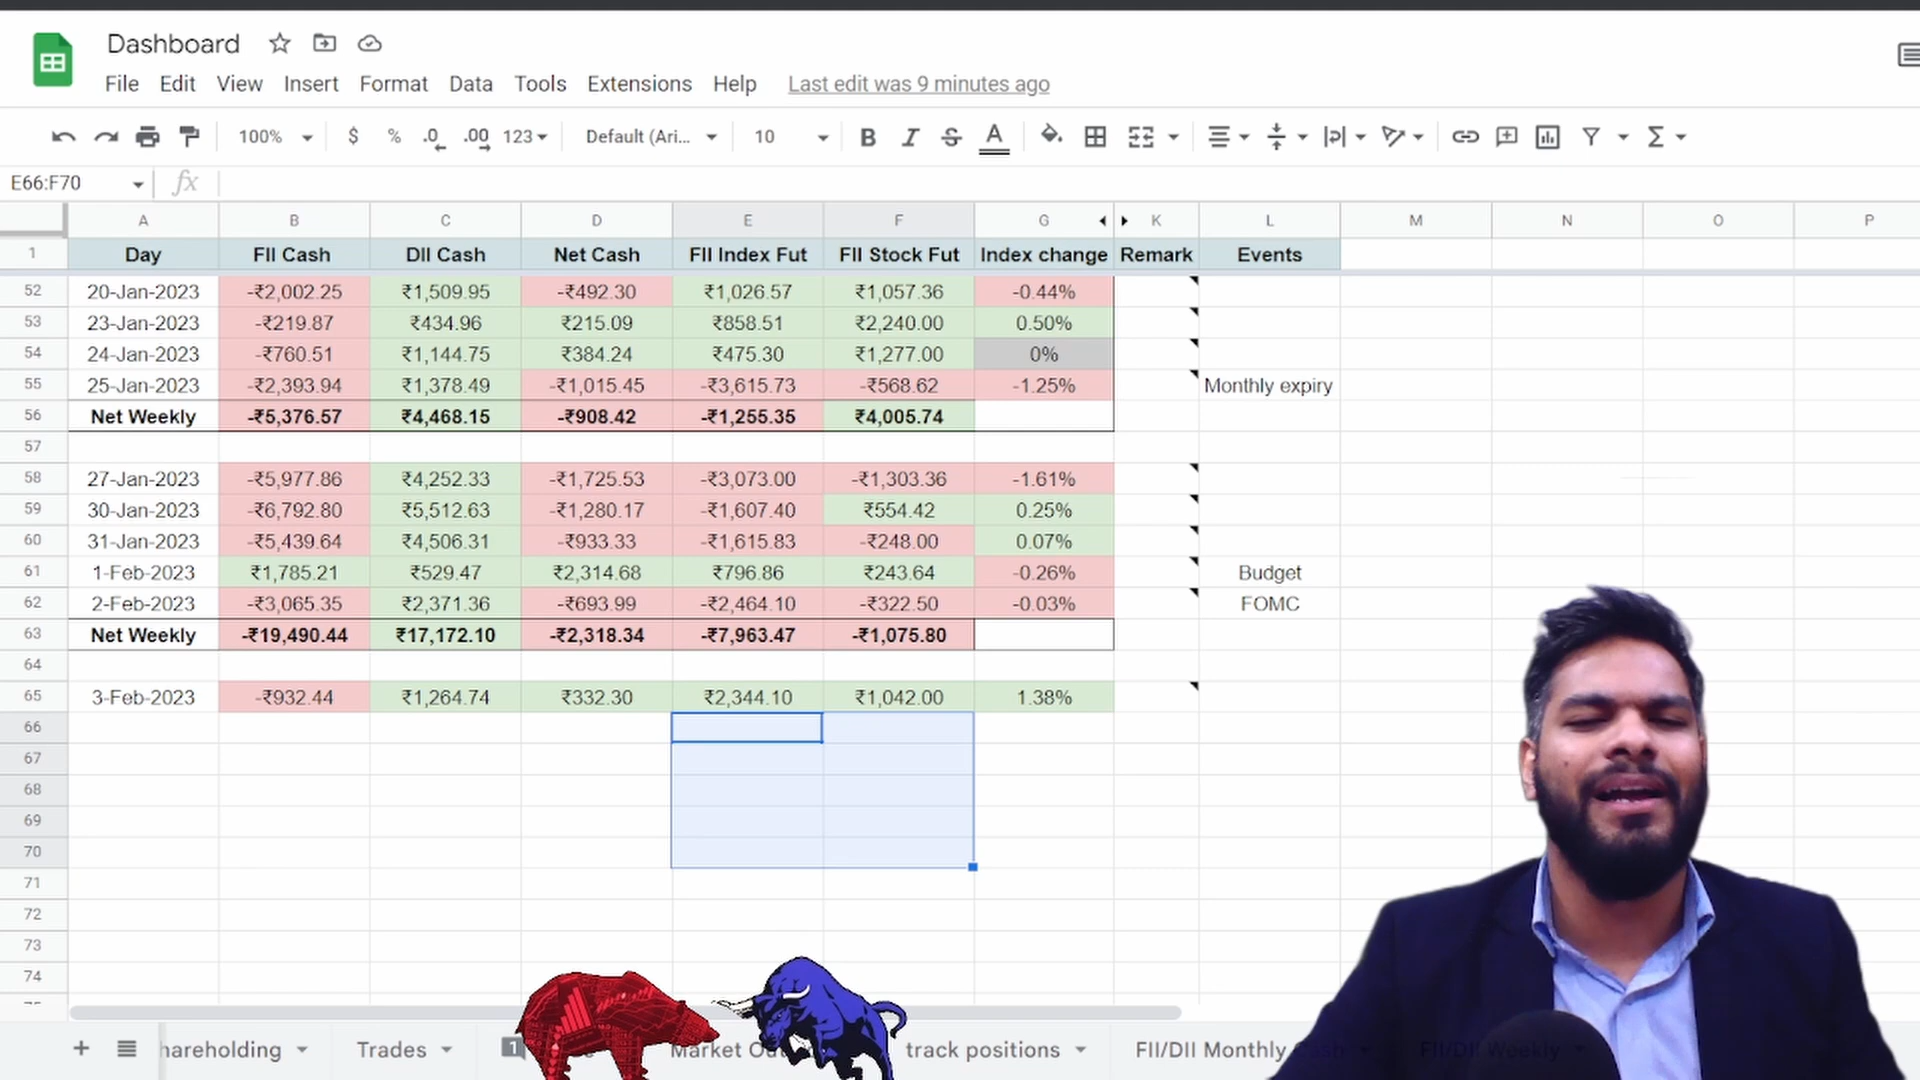 Dashboard
File Edit View Insert Format Data Tools Extensions Help Last edit was 9 minutes ago
100% $ % .0 .00 123 Default (Ari... 10 B I S A
E66:F70 fx
A B C D E F G K L M N O P
1 Day FII Cash DII Cash Net Cash FII Index Fut FII Stock Fut Index change Remark Events
52 20-Jan-2023 -₹2,002.25 ₹1,509.95 -₹492.30 ₹1,026.57 ₹1,057.36 -0.44%
53 23-Jan-2023 -₹219.87 ₹434.96 ₹215.09 ₹858.51 ₹2,240.00 0.50%
54 24-Jan-2023 -₹760.51 ₹1,144.75 ₹384.24 ₹475.30 ₹1,277.00 0%
55 25-Jan-2023 -₹2,393.94 ₹1,378.49 -₹1,015.45 -₹3,615.73 -₹568.62 -1.25% Monthly expiry
56 Net Weekly -₹5,376.57 ₹4,468.15 -₹908.42 -₹1,255.35 ₹4,005.74
57
58 27-Jan-2023 -₹5,977.86 ₹4,252.33 -₹1,725.53 -₹3,073.00 -₹1,303.36 -1.61%
59 30-Jan-2023 -₹6,792.80 ₹5,512.63 -₹1,280.17 -₹1,607.40 ₹554.42 0.25%
60 31-Jan-2023 -₹5,439.64 ₹4,506.31 -₹933.33 -₹1,615.83 -₹248.00 0.07%
61 1-Feb-2023 ₹1,785.21 ₹529.47 ₹2,314.68 ₹796.86 ₹243.64 -0.26% Budget
62 2-Feb-2023 -₹3,065.35 ₹2,371.36 -₹693.99 -₹2,464.10 -₹322.50 -0.03% FOMC
63 Net Weekly -₹19,490.44 ₹17,172.10 -₹2,318.34 -₹7,963.47 -₹1,075.80
64
65 3-Feb-2023 -₹932.44 ₹1,264.74 ₹332.30 ₹2,344.10 ₹1,042.00 1.38%
66
67
68
69
70
71
72
73
74
hareholding Trades 1 Market track positions FII/DII Monthly Cash FII/DII Weekly